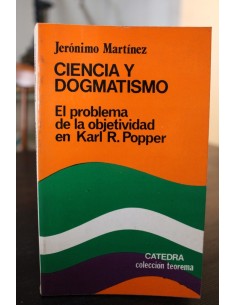 Jerónimo Martínez
CIENCIA Y
DOGMATISMO
El problema
de la objetividad
en Karl R. Popper
CATEDRA
colección teorema